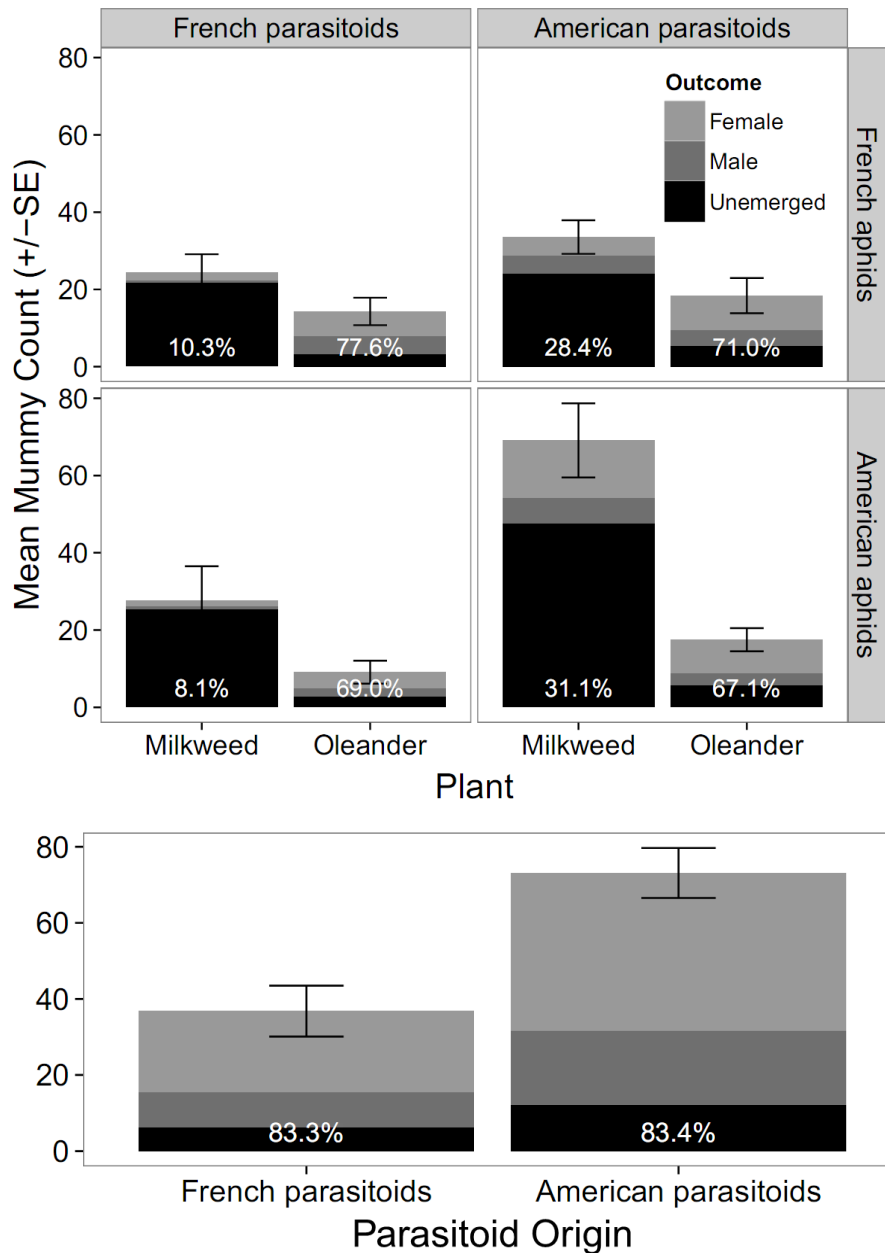 French parasitoids American parasitoids
80
60
40
20
0
Mean Mummy Count (+/−SE)
Outcome
Female
Male
Unemerged
French aphids
10.3% 77.6% 28.4% 71.0%
80
60
40
20
0
American aphids
8.1% 69.0% 31.1% 67.1%
Milkweed Oleander Milkweed Oleander
Plant
80
60
40
20
0
83.3% 83.4%
French parasitoids American parasitoids
Parasitoid Origin